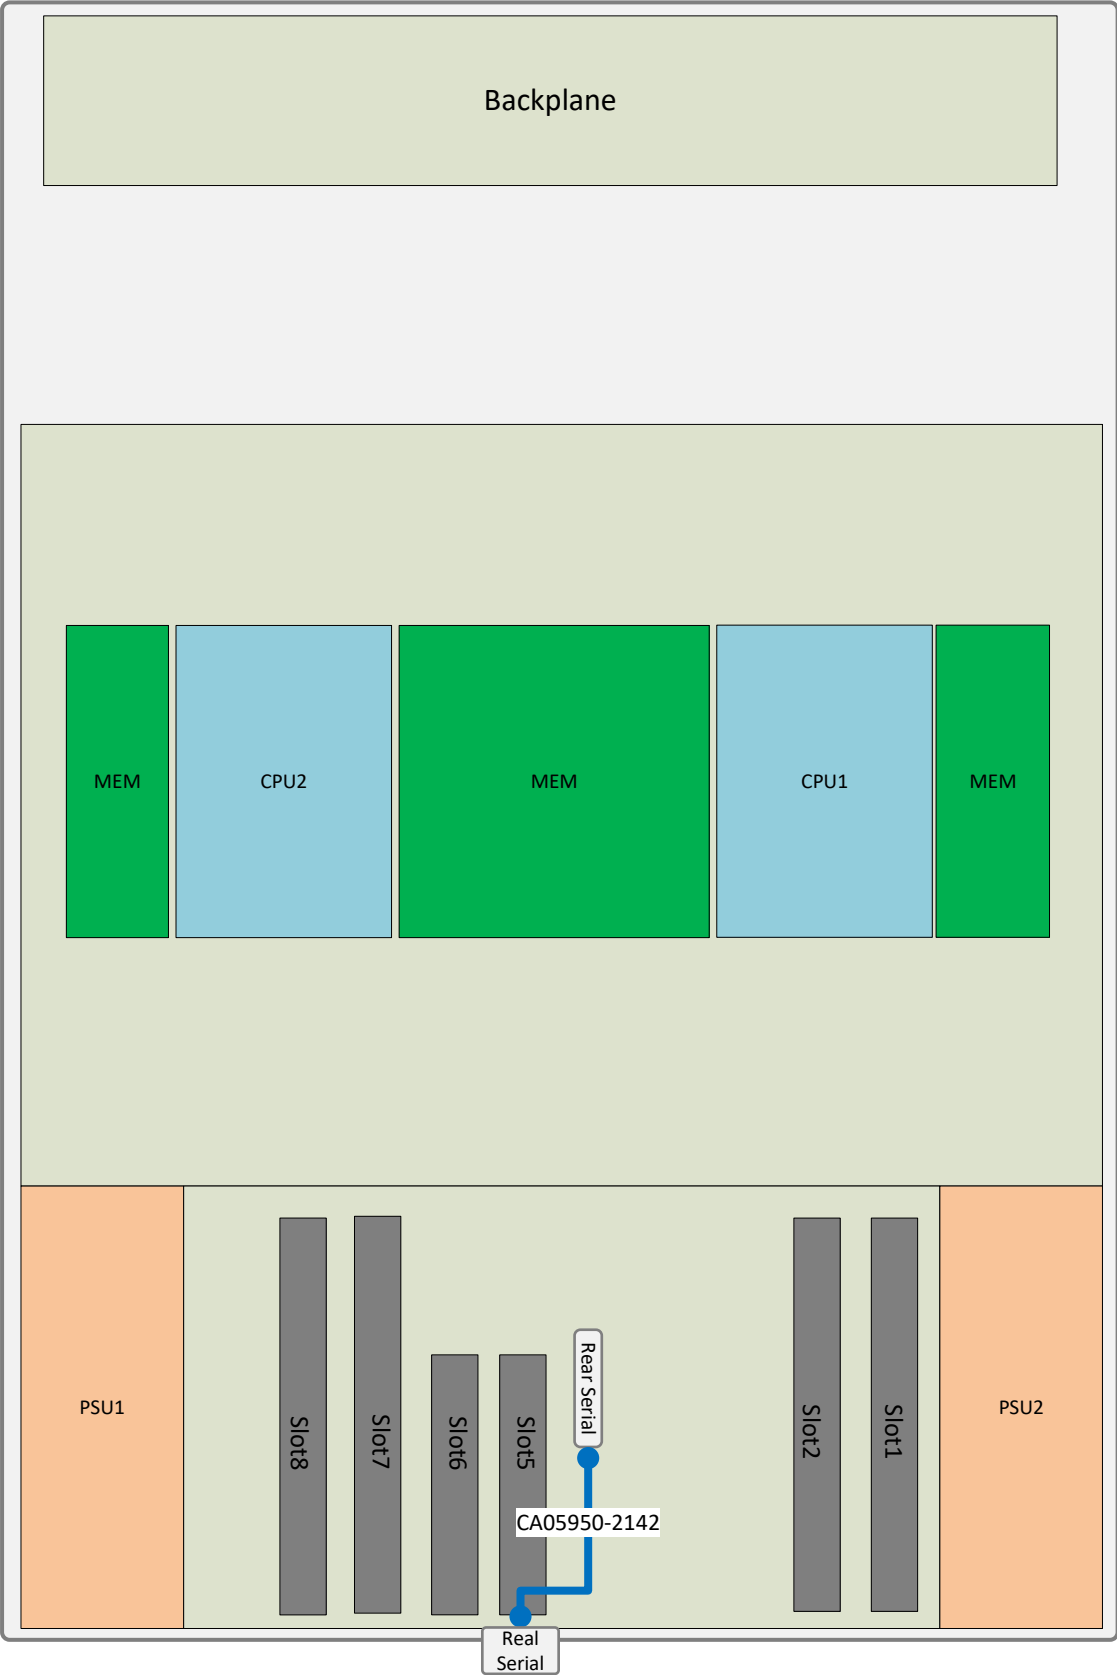 Backplane
MEM
CPU2
MEM
CPU1
MEM
PSU1
Slot8
Slot7
Slot6
Slot5
Rear Serial
Slot2
Slot1
PSU2
CA05950-2142
Real
Serial